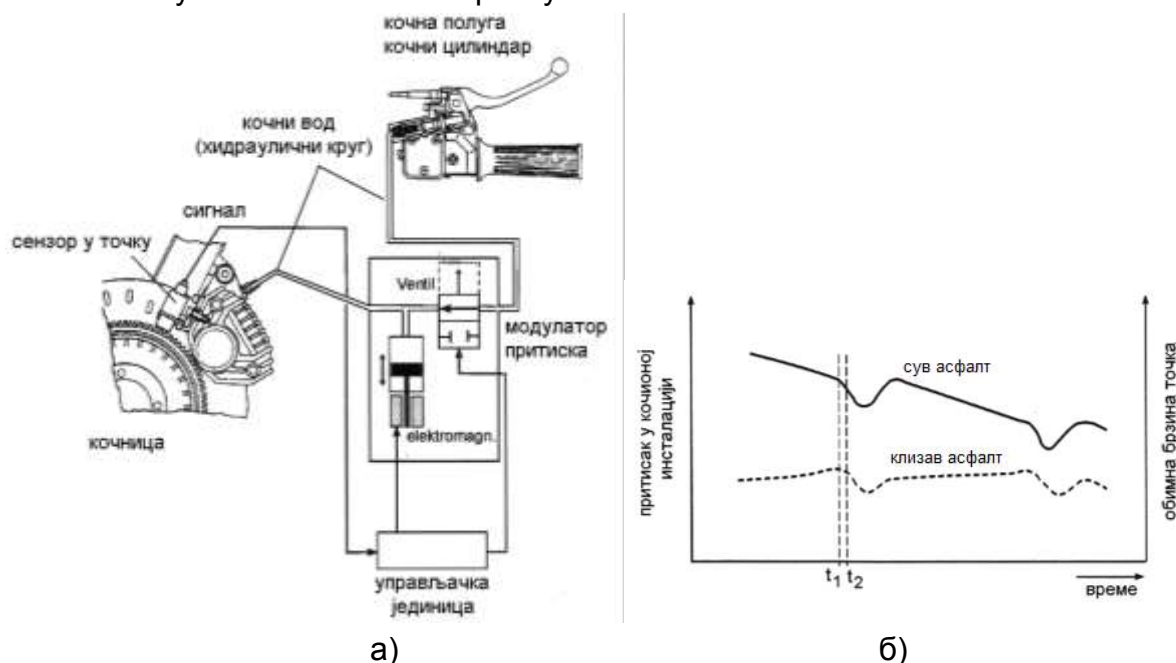 кочна полуга
кочни цилиндар
кочни вод
(хидраулични круг)
сигнал
сензор у точку
Ventil
модулатор
притиска
elektromagn.
кочница
управљачка
јединица
а)
притисак у кочионој
инсталацији
сув асфалт
клизав асфалт
обимна брзина точка
t₁ t₂
време
б)